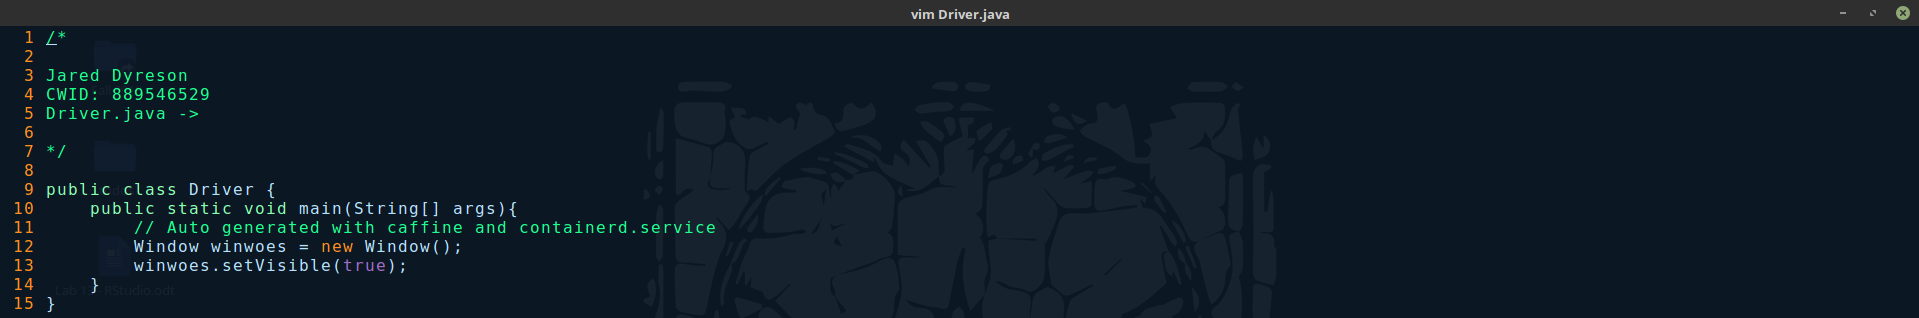 vim Driver.java
1 /*
2
3 Jared Dyreson
4 CWID: 889546529
5 Driver.java ->
6
7 */
8
9 public class Driver {
10 public static void main(String[] args){
11 // Auto generated with caffine and containerd.service
12 Window winwoes = new Window();
13 winwoes.setVisible(true);
14 }
15 }
RStudio.odt